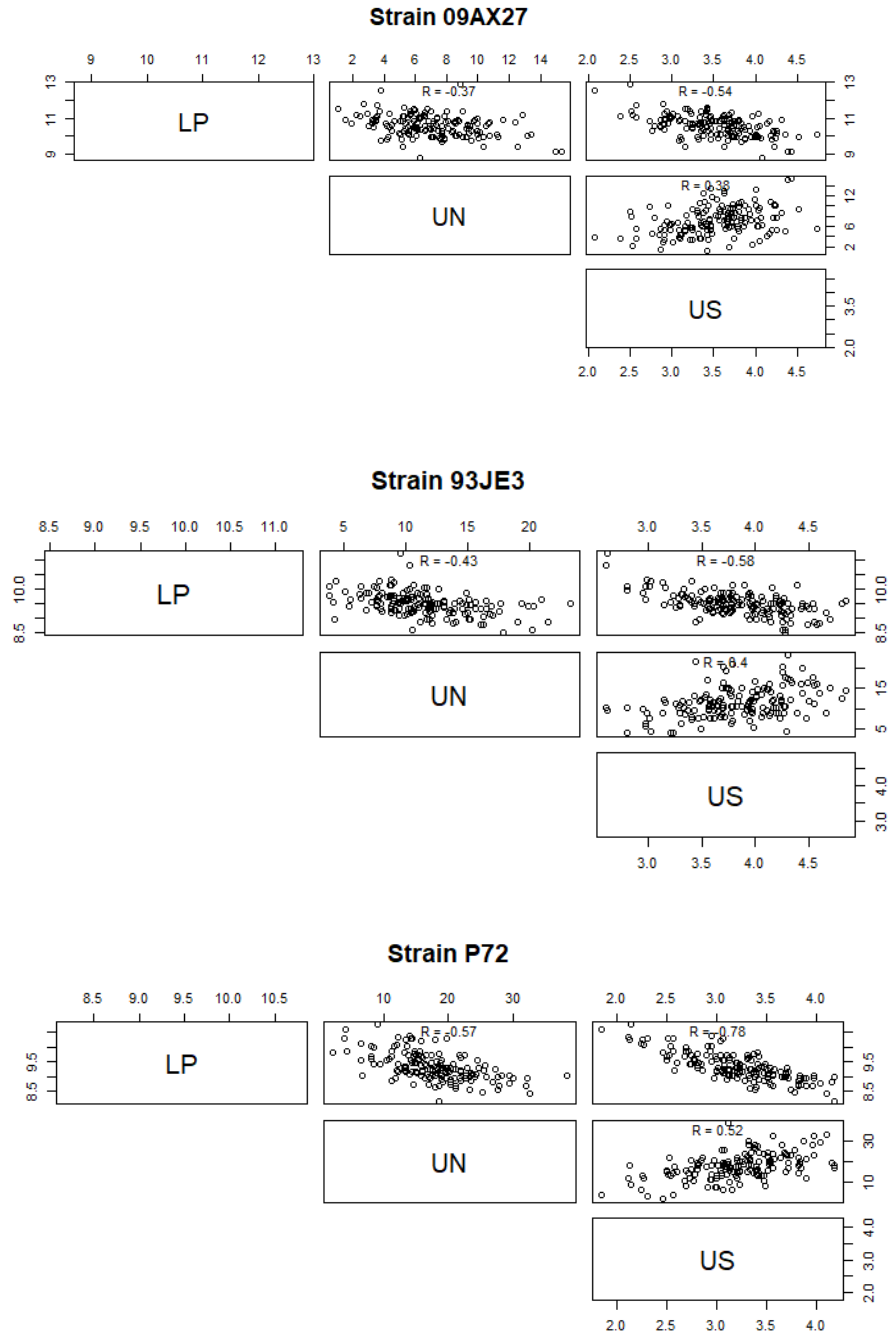 Strain 09AX27
9 10 11 12 13 2 4 6 8 10 12 14 2.0 2.5 3.0 3.5 4.0 4.5
LP R = -0.37 R = -0.54
9 11 13 9 11 13
UN R = 0.38
2 6 12
US
2.0 3.5
2.0 2.5 3.0 3.5 4.0 4.5
Strain 93JE3
8.5 9.0 9.5 10.0 10.5 11.0 5 10 15 20 3.0 3.5 4.0 4.5
LP R = -0.43 R = -0.58
8.5 10.0 8.5 10.0
UN R = 0.4
5 15
US
3.0 4.0
3.0 3.5 4.0 4.5
Strain P72
8.5 9.0 9.5 10.0 10.5 10 20 30 2.0 2.5 3.0 3.5 4.0
LP R = -0.57 R = -0.78
8.5 9.5 8.5 9.5
UN R = 0.52
10 30
US
2.0 3.0 4.0
2.0 2.5 3.0 3.5 4.0